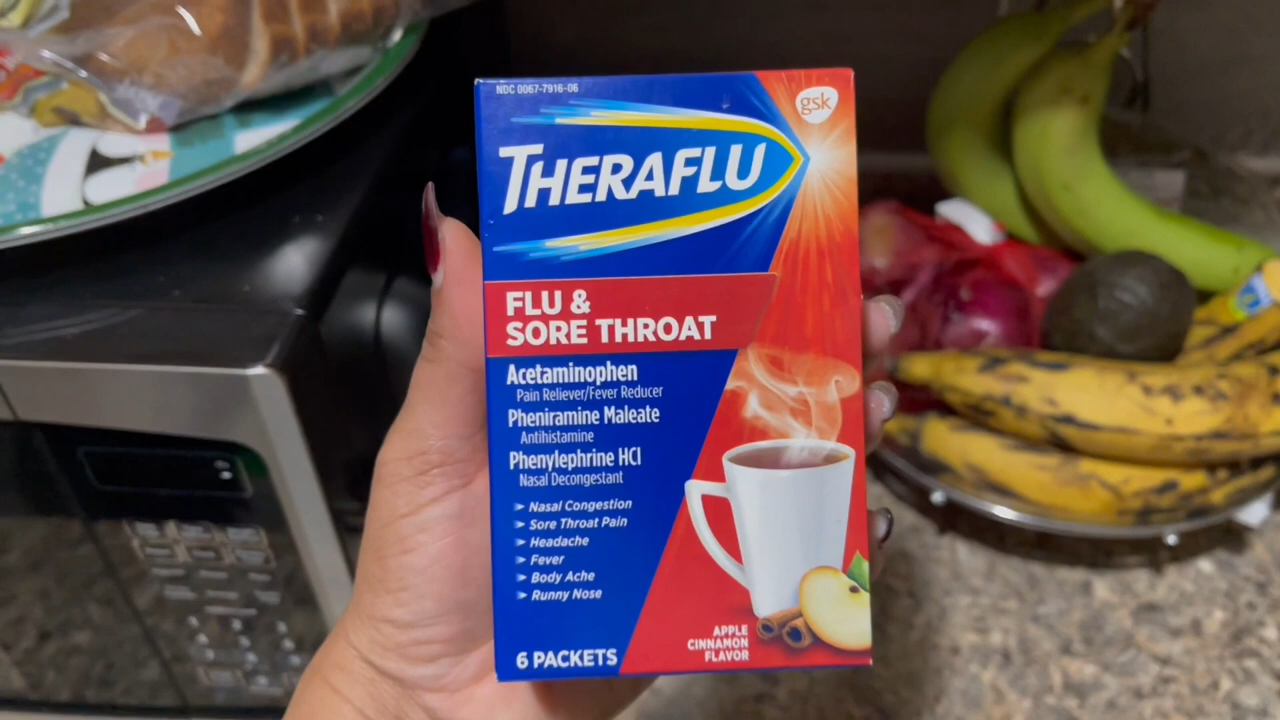 NDC 0067-7916-06
gsk
THERAFLU
FLU &
SORE THROAT
Acetaminophen
Pain Reliever/Fever Reducer
Pheniramine Maleate
Antihistamine
Phenylephrine HCl
Nasal Decongestant
Nasal Congestion
Sore Throat Pain
Headache
Fever
Body Ache
Runny Nose
6 PACKETS
APPLE
CINNAMON
FLAVOR